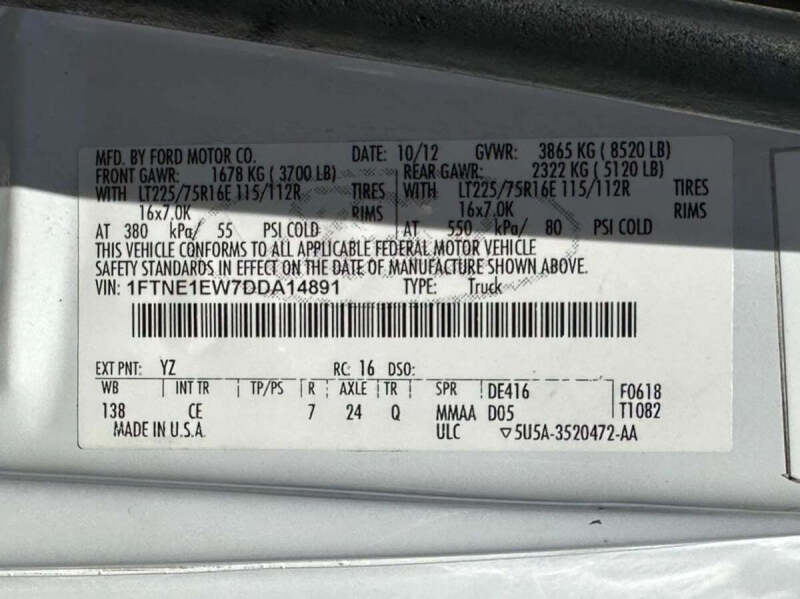 MFD. BY FORD MOTOR CO. DATE: 10/12 GVWR: 3865 KG ( 8520 LB)
FRONT GAWR: 1678 KG ( 3700 LB) REAR GAWR: 2322 KG ( 5120 LB)
WITH LT225/75R16E 115/112R TIRES WITH LT225/75R16E 115/112R TIRES
16x7.0K RIMS 16x7.0K RIMS
AT 380 kPa/ 55 PSI COLD AT 550 kPa/ 80 PSI COLD
THIS VEHICLE CONFORMS TO ALL APPLICABLE FEDERAL MOTOR VEHICLE
SAFETY STANDARDS IN EFFECT ON THE DATE OF MANUFACTURE SHOWN ABOVE.
VIN: 1FTNE1EW7DDA14891 TYPE: Truck
EXT PNT: YZ RC: 16 DSO:
WB INT TR TP/PS R AXLE TR SPR DE416 F0618
138 CE 7 24 Q MMAA D05 T1082
MADE IN U.S.A. ULC ▽5U5A-3520472-AA